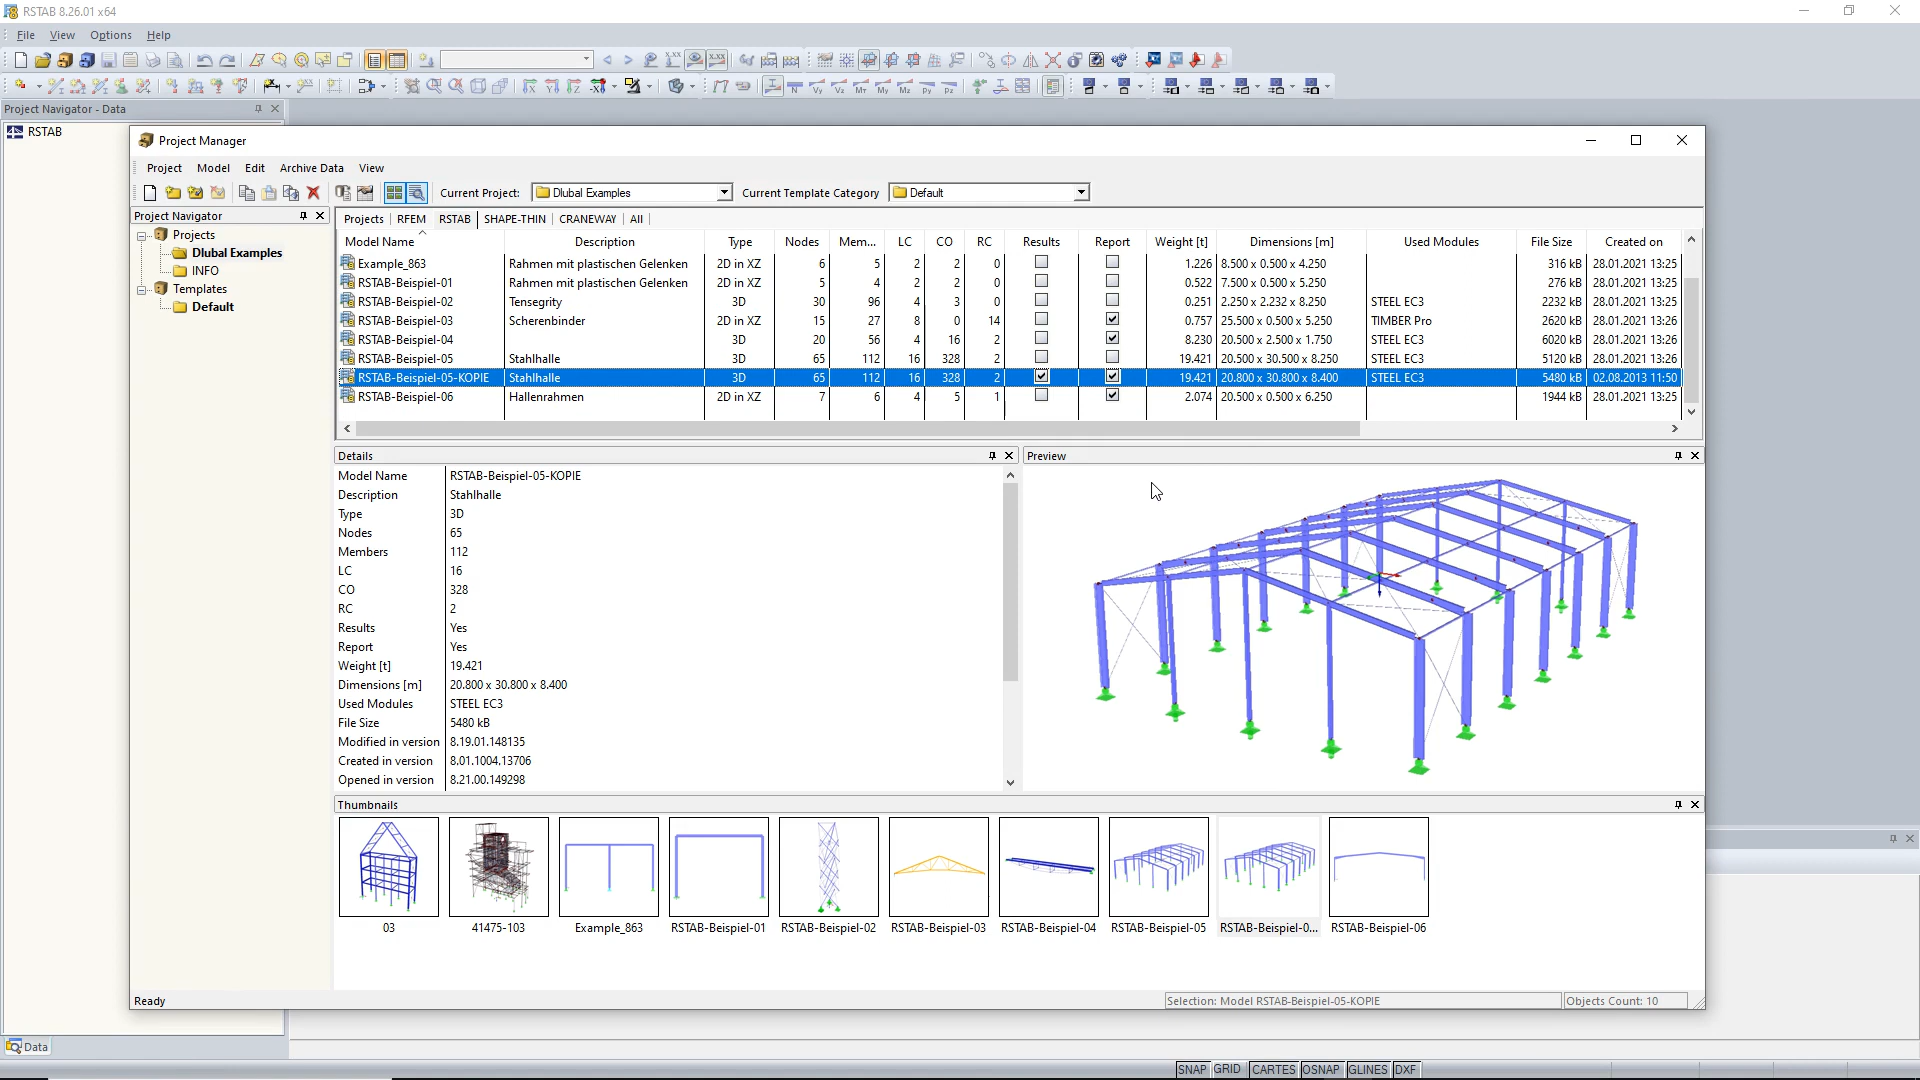 RSTAB 8.26.01 x64
File View Options Help
Project Navigator - Data
RSTAB
Project Manager
Project Model Edit Archive Data View
Current Project: Dlubal Examples Current Template Category Default
Project Navigator
Projects
Dlubal Examples
INFO
Templates
Default
Projects RFEM RSTAB SHAPE-THIN CRANEWAY All
Model Name Description Type Nodes Mem... LC CO RC Results Report Weight [t] Dimensions [m] Used Modules File Size Created on
Example_863 Rahmen mit plastischen Gelenken 2D in XZ 6 5 2 2 0 1.226 8.500 x 0.500 x 4.250 316 kB 28.01.2021 13:25
RSTAB-Beispiel-01 Rahmen mit plastischen Gelenken 2D in XZ 5 4 2 2 0 0.522 7.500 x 0.500 x 5.250 276 kB 28.01.2021 13:25
RSTAB-Beispiel-02 Tensegrity 3D 30 96 4 3 0 0.251 2.250 x 2.232 x 8.250 STEEL EC3 2232 kB 28.01.2021 13:25
RSTAB-Beispiel-03 Scherenbinder 2D in XZ 15 27 8 0 14 0.757 25.500 x 0.500 x 5.250 TIMBER Pro 2620 kB 28.01.2021 13:26
RSTAB-Beispiel-04 3D 20 56 4 16 2 8.230 20.500 x 2.500 x 1.750 STEEL EC3 6020 kB 28.01.2021 13:26
RSTAB-Beispiel-05 Stahlhalle 3D 65 112 16 328 2 19.421 20.500 x 30.500 x 8.250 STEEL EC3 5120 kB 28.01.2021 13:26
RSTAB-Beispiel-05-KOPIE Stahlhalle 3D 65 112 16 328 2 19.421 20.800 x 30.800 x 8.400 STEEL EC3 5480 kB 02.08.2013 11:50
RSTAB-Beispiel-06 Hallenrahmen 2D in XZ 7 6 4 5 1 2.074 20.500 x 0.500 x 6.250 1944 kB 28.01.2021 13:25
Details
Model Name RSTAB-Beispiel-05-KOPIE
Description Stahlhalle
Type 3D
Nodes 65
Members 112
LC 16
CO 328
RC 2
Results Yes
Report Yes
Weight [t] 19.421
Dimensions [m] 20.800 x 30.800 x 8.400
Used Modules STEEL EC3
File Size 5480 kB
Modified in version 8.19.01.148135
Created in version 8.01.1004.13706
Opened in version 8.21.00.149298
Preview
Thumbnails
03 41475-103 Example_863 RSTAB-Beispiel-01 RSTAB-Beispiel-02 RSTAB-Beispiel-03 RSTAB-Beispiel-04 RSTAB-Beispiel-05 RSTAB-Beispiel-0... RSTAB-Beispiel-06
Ready Selection: Model RSTAB-Beispiel-05-KOPIE Objects Count: 10
Data
SNAP GRID CARTES OSNAP GLINES DXF